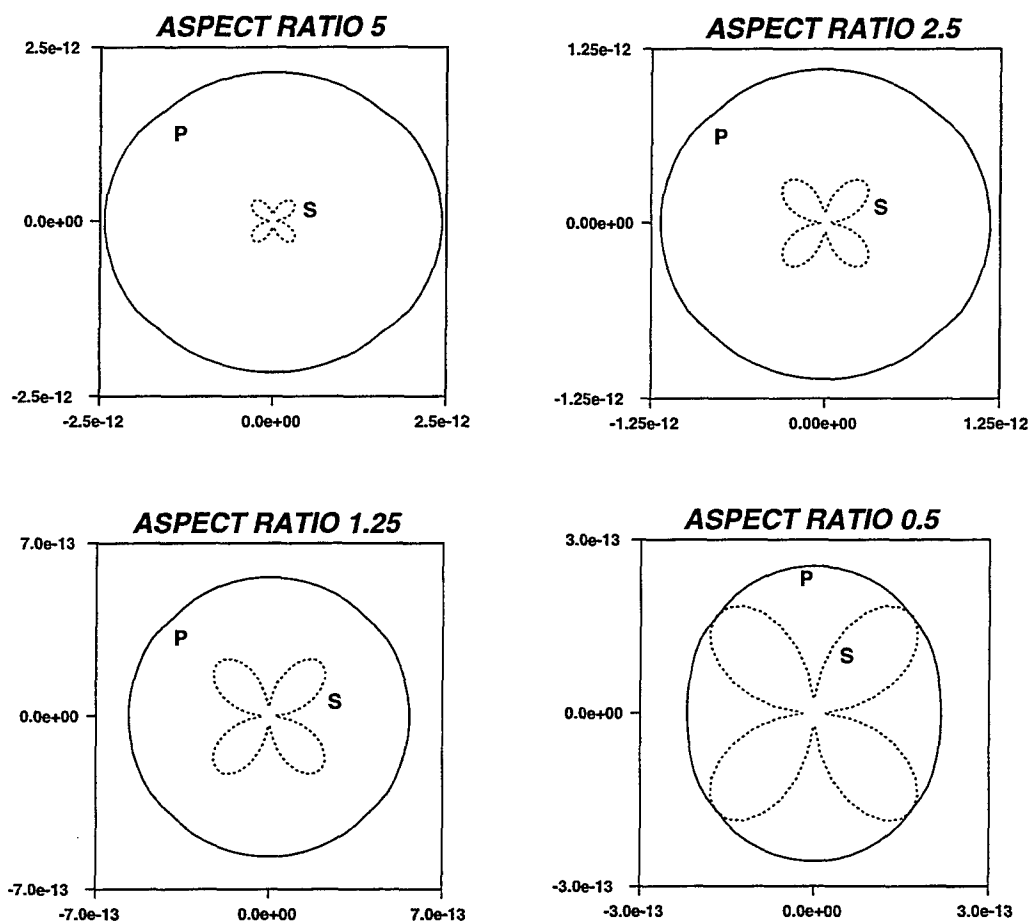 ASPECT RATIO 5
2.5e-12
P
S
0.0e+00
-2.5e-12
-2.5e-12 0.0e+00 2.5e-12
ASPECT RATIO 2.5
1.25e-12
P
S
0.00e+00
-1.25e-12
-1.25e-12 0.00e+00 1.25e-12
ASPECT RATIO 1.25
7.0e-13
P
S
0.0e+00
-7.0e-13
-7.0e-13 0.0e+00 7.0e-13
ASPECT RATIO 0.5
3.0e-13
P
S
0.0e+00
-3.0e-13
-3.0e-13 0.0e+00 3.0e-13